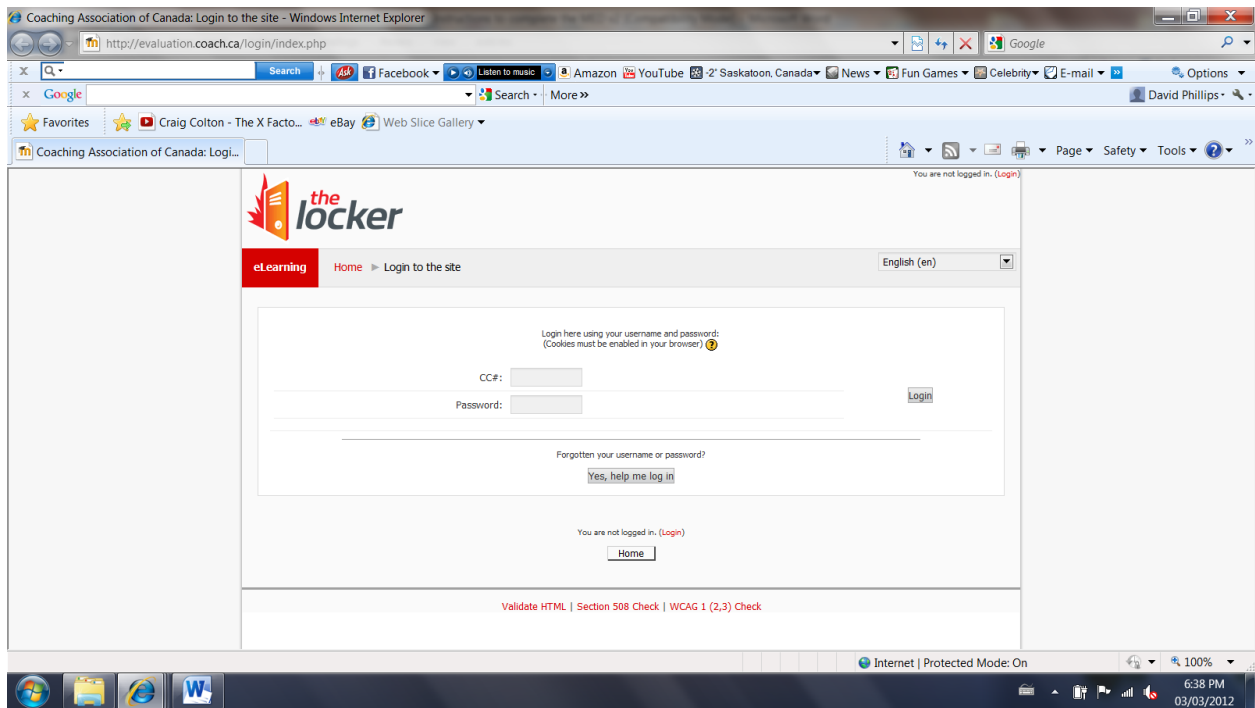 Coaching Association of Canada: Login to the site - Windows Internet Explorer
http://evaluation.coach.ca/login/index.php
Google
x Search Ask Facebook Listen to music Amazon YouTube -2° Saskatoon, Canada News Fun Games Celebrity E-mail Options
x Google Search More » David Phillips
Favorites Craig Colton - The X Facto... eBay Web Slice Gallery
Coaching Association of Canada: Logi... Page Safety Tools
You are not logged in. (Login)
the
locker
eLearning Home Login to the site English (en)
Login here using your username and password:
(Cookies must be enabled in your browser) ?
CC#:
Login
Password:
Forgotten your username or password?
Yes, help me log in
You are not logged in. (Login)
Home
Validate HTML | Section 508 Check | WCAG 1 (2,3) Check
Internet | Protected Mode: On 100%
6:38 PM
03/03/2012